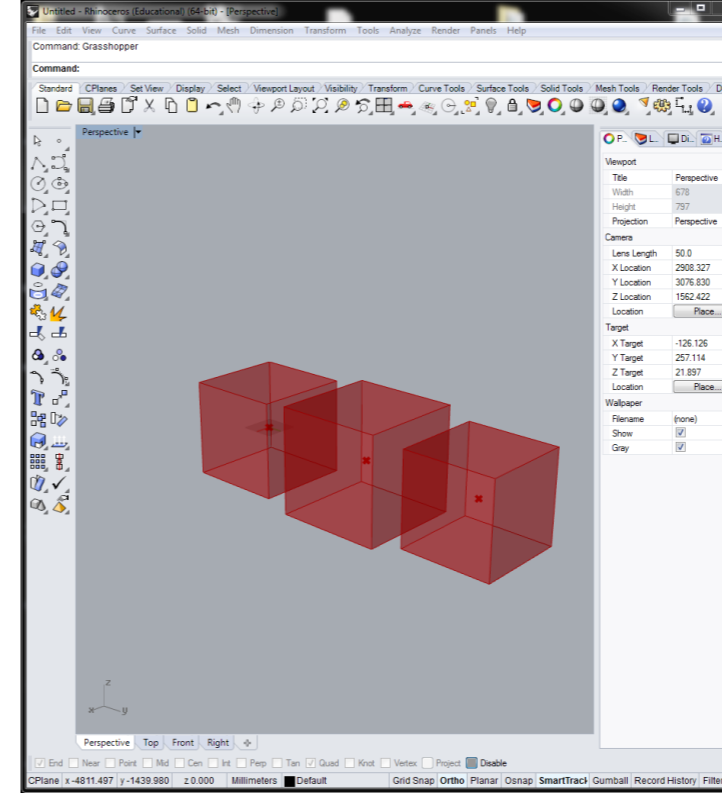 Untitled - Rhinoceros (Educational) (64-bit) - [Perspective]
File Edit View Curve Surface Solid Mesh Dimension Transform Tools Analyze Render Panels Help
Command: Grasshopper
Command:
Standard CPlanes Set View Display Select Viewport Layout Visibility Transform Curve Tools Surface Tools Solid Tools Mesh Tools Render Tools D
Perspective
P... L... Di... H.
Viewport
Title Perspective
Width 678
Height 797
Projection Perspective
Camera
Lens Length 50.0
X Location 2908.327
Y Location 3076.830
Z Location 1562.422
Location Place...
Target
X Target -126.126
Y Target 257.114
Z Target 21.897
Location Place...
Wallpaper
Filename (none)
Show
Gray
z
x y
Perspective Top Front Right
End Near Point Mid Cen Int Perp Tan Quad Knot Vertex Project Disable
CPlane x -4811.497 y -1439.980 z 0.000 Millimeters Default Grid Snap Ortho Planar Osnap SmartTrack Gumball Record History Filter